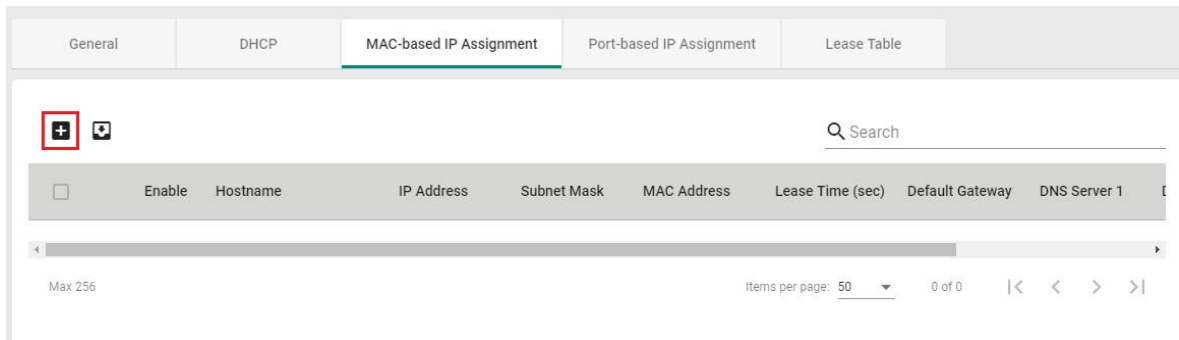 General DHCP MAC-based IP Assignment Port-based IP Assignment Lease Table
Search
Enable Hostname IP Address Subnet Mask MAC Address Lease Time (sec) Default Gateway DNS Server 1
Max 256 Items per page: 50 0 of 0